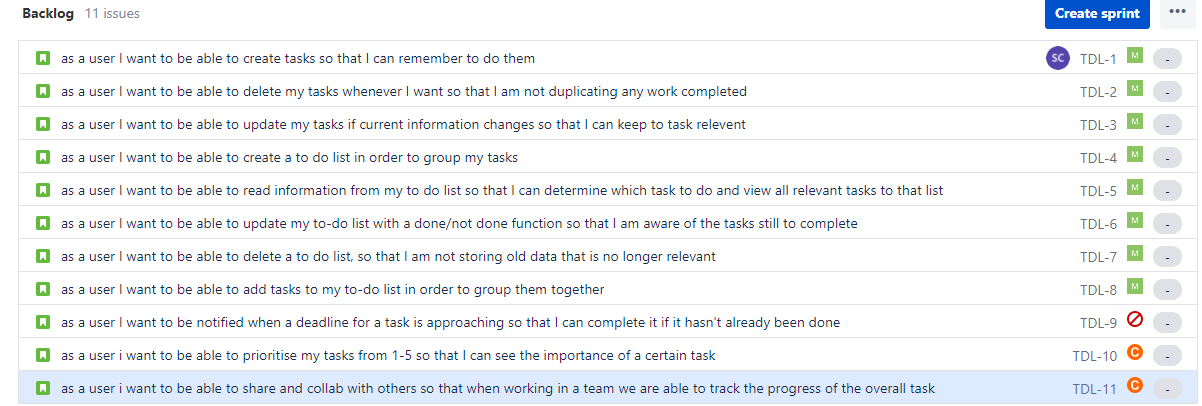 Backlog 11 issues Create sprint •••
as a user I want to be able to create tasks so that I can remember to do them SC TDL-1 M -
as a user I want to be able to delete my tasks whenever I want so that I am not duplicating any work completed TDL-2 M -
as a user I want to be able to update my tasks if current information changes so that I can keep to task relevent TDL-3 M -
as a user I want to be able to create a to do list in order to group my tasks TDL-4 M -
as a user I want to be able to read information from my to do list so that I can determine which task to do and view all relevant tasks to that list TDL-5 M -
as a user I want to be able to update my to-do list with a done/not done function so that I am aware of the tasks still to complete TDL-6 M -
as a user I want to be able to delete a to do list, so that I am not storing old data that is no longer relevant TDL-7 M -
as a user I want to be able to add tasks to my to-do list in order to group them together TDL-8 M -
as a user I want to be notified when a deadline for a task is approaching so that I can complete it if it hasn't already been done TDL-9 -
as a user i want to be able to prioritise my tasks from 1-5 so that I can see the importance of a certain task TDL-10 C -
as a user i want to be able to share and collab with others so that when working in a team we are able to track the progress of the overall task TDL-11 C -